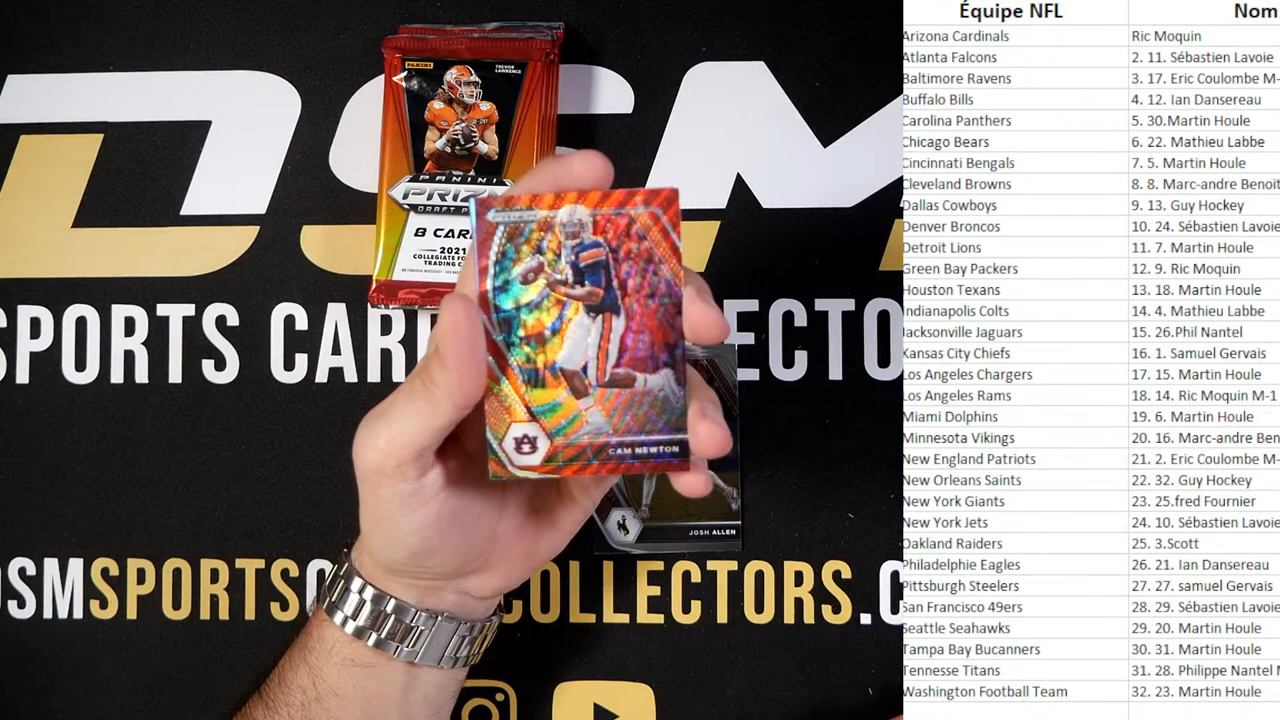 PANINI
TREVOR
LAWRENCE
PANINI
DRAFT
8 CAR
2021
COLLEGIATE
TRADING
DSM
SPORTS CAR
ECTO
DSMSPORTS
COLLECTORS.C
CAM NEWTON
JOSH ALLEN
Équipe NFL	Nom
Arizona Cardinals	Ric Moquin
Atlanta Falcons	2. 11. Sébastien Lavoie
Baltimore Ravens	3. 17. Eric Coulombe M-
Buffalo Bills	4. 12. Ian Dansereau
Carolina Panthers	5. 30.Martin Houle
Chicago Bears	6. 22. Mathieu Labbe
Cincinnati Bengals	7. 5. Martin Houle
Cleveland Browns	8. 8. Marc-andre Benoit
Dallas Cowboys	9. 13. Guy Hockey
Denver Broncos	10. 24. Sébastien Lavoie
Detroit Lions	11. 7. Martin Houle
Green Bay Packers	12. 9. Ric Moquin
Houston Texans	13. 18. Martin Houle
Indianapolis Colts	14. 4. Mathieu Labbe
Jacksonville Jaguars	15. 26.Phil Nantel
Kansas City Chiefs	16. 1. Samuel Gervais
Los Angeles Chargers	17. 15. Martin Houle
Los Angeles Rams	18. 14. Ric Moquin M-1
Miami Dolphins	19. 6. Martin Houle
Minnesota Vikings	20. 16. Marc-andre Ben
New England Patriots	21. 2. Eric Coulombe M-
New Orleans Saints	22. 32. Guy Hockey
New York Giants	23. 25.fred Fournier
New York Jets	24. 10. Sébastien Lavoie
Oakland Raiders	25. 3.Scott
Philadelphie Eagles	26. 21. Ian Dansereau
Pittsburgh Steelers	27. 27. samuel Gervais
San Francisco 49ers	28. 29. Sébastien Lavoie
Seattle Seahawks	29. 20. Martin Houle
Tampa Bay Bucanners	30. 31. Martin Houle
Tennesse Titans	31. 28. Philippe Nantel M
Washington Football Team	32. 23. Martin Houle